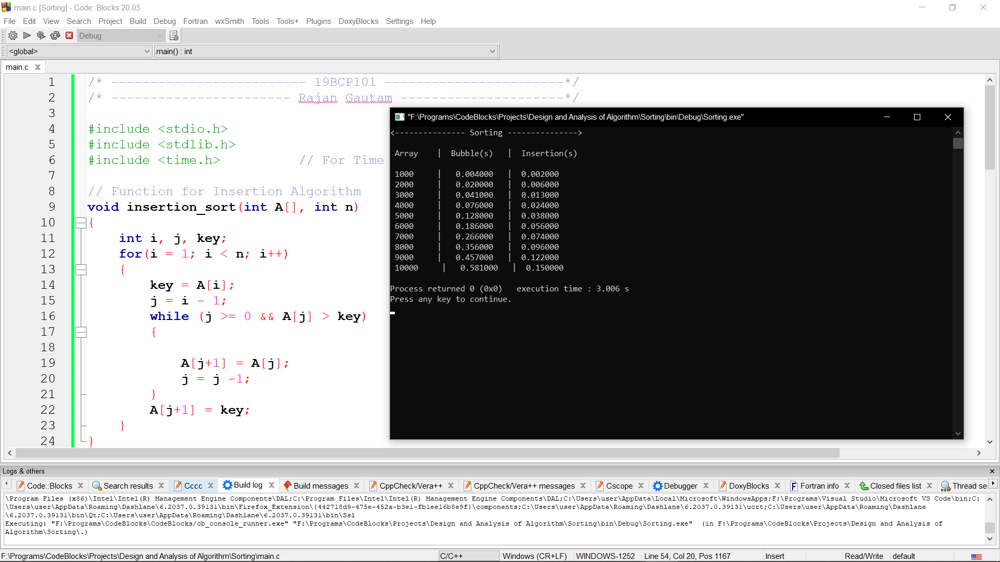 main.c [Sorting] - Code::Blocks 20.03
File Edit View Search Project Build Debug Fortran wxSmith Tools Tools+ Plugins DoxyBlocks Settings Help
Debug
<global> main() : int
main.c
1 /* ------------------------- 19BCP101 -----------------------*/
2 /* ----------------------- Rajan Gautam ---------------------*/
3
4 #include <stdio.h>
5 #include <stdlib.h>
6 #include <time.h> // For Time
7
8 // Function for Insertion Algorithm
9 void insertion_sort(int A[], int n)
10 {
11 int i, j, key;
12 for(i = 1; i < n; i++)
13 {
14 key = A[i];
15 j = i - 1;
16 while (j >= 0 && A[j] > key)
17 {
18
19 A[j+1] = A[j];
20 j = j -1;
21 }
22 A[j+1] = key;
23 }
24 }
"F:\Programs\CodeBlocks\Projects\Design and Analysis of Algorithm\Sorting\bin\Debug\Sorting.exe"
<--------------- Sorting --------------->
Array | Bubble(s) | Insertion(s)
1000 | 0.004000 | 0.002000
2000 | 0.020000 | 0.006000
3000 | 0.041000 | 0.013000
4000 | 0.076000 | 0.024000
5000 | 0.128000 | 0.038000
6000 | 0.186000 | 0.056000
7000 | 0.266000 | 0.074000
8000 | 0.356000 | 0.096000
9000 | 0.457000 | 0.122000
10000 | 0.581000 | 0.150000
Process returned 0 (0x0) execution time : 3.006 s
Press any key to continue.
Logs & others
Code::Blocks Search results Cccc Build log Build messages CppCheck/Vera++ CppCheck/Vera++ messages Cscope Debugger DoxyBlocks Fortran info Closed files list Thread se
\Program Files (x86)\Intel\Intel(R) Management Engine Components\DAL;C:\Program Files\Intel\Intel(R) Management Engine Components\DAL;C:\Users\user\AppData\Local\Microsoft\WindowsApps;F:\Programs\Visual Studio\Microsoft VS Code\bin;C:
\Users\user\AppData\Roaming\Dashlane\6.2037.0.39131\bin\Firefox_Extension\{442718d9-475e-452a-b3e1-fb1ee16b8e9f}\components;C:\Users\user\AppData\Roaming\Dashlane\6.2037.0.39131\ucrt;C:\Users\user\AppData\Roaming\Dashlane
\6.2037.0.39131\bin\Qt;C:\Users\user\AppData\Roaming\Dashlane\6.2037.0.39131\bin\Ssl
Executing: "F:\Programs\CodeBlocks\CodeBlocks/cb_console_runner.exe" "F:\Programs\CodeBlocks\Projects\Design and Analysis of Algorithm\Sorting\bin\Debug\Sorting.exe" (in F:\Programs\CodeBlocks\Projects\Design and Analysis of
Algorithm\Sorting\.)
F:\Programs\CodeBlocks\Projects\Design and Analysis of Algorithm\Sorting\main.c C/C++ Windows (CR+LF) WINDOWS-1252 Line 54, Col 20, Pos 1167 Insert Read/Write default